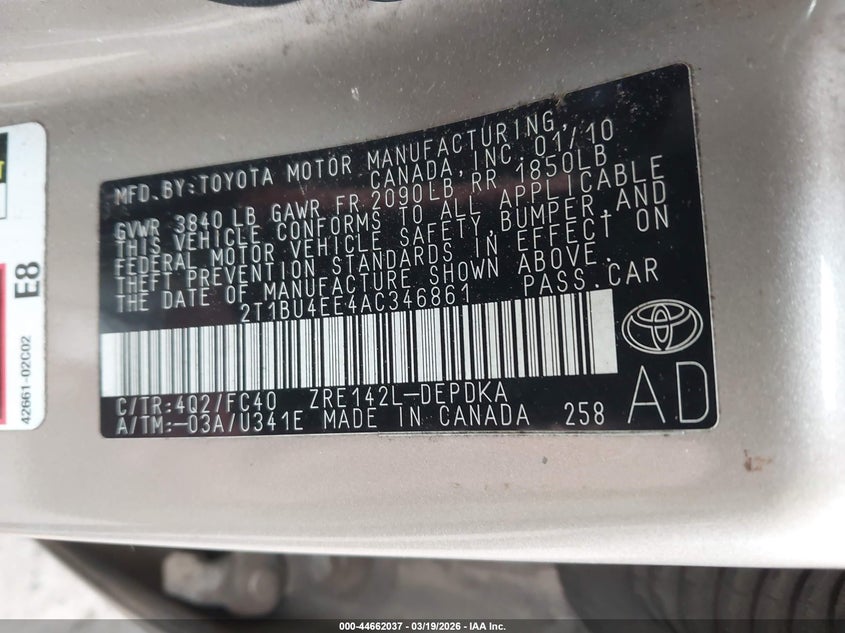 MFD.BY:TOYOTA MOTOR MANUFACTURING,
CANADA, INC. 01/10
GVWR 3840 LB GAWR FR 2090LB RR 1850LB
THIS VEHICLE CONFORMS TO ALL APPLICABLE
FEDERAL MOTOR VEHICLE SAFETY,BUMPER,AND
THEFT PREVENTION STANDARDS IN EFFECT ON
THE DATE OF MANUFACTURE SHOWN ABOVE.
2T1BU4EE4AC346861 PASS.CAR
C/TR:4Q2/FC40 ZRE142L-DEPDKA
A/TM:-03A/U341E MADE IN CANADA 258
AD
E8
42661-02C02
000-44662037 - 03/19/2026 - IAA Inc.